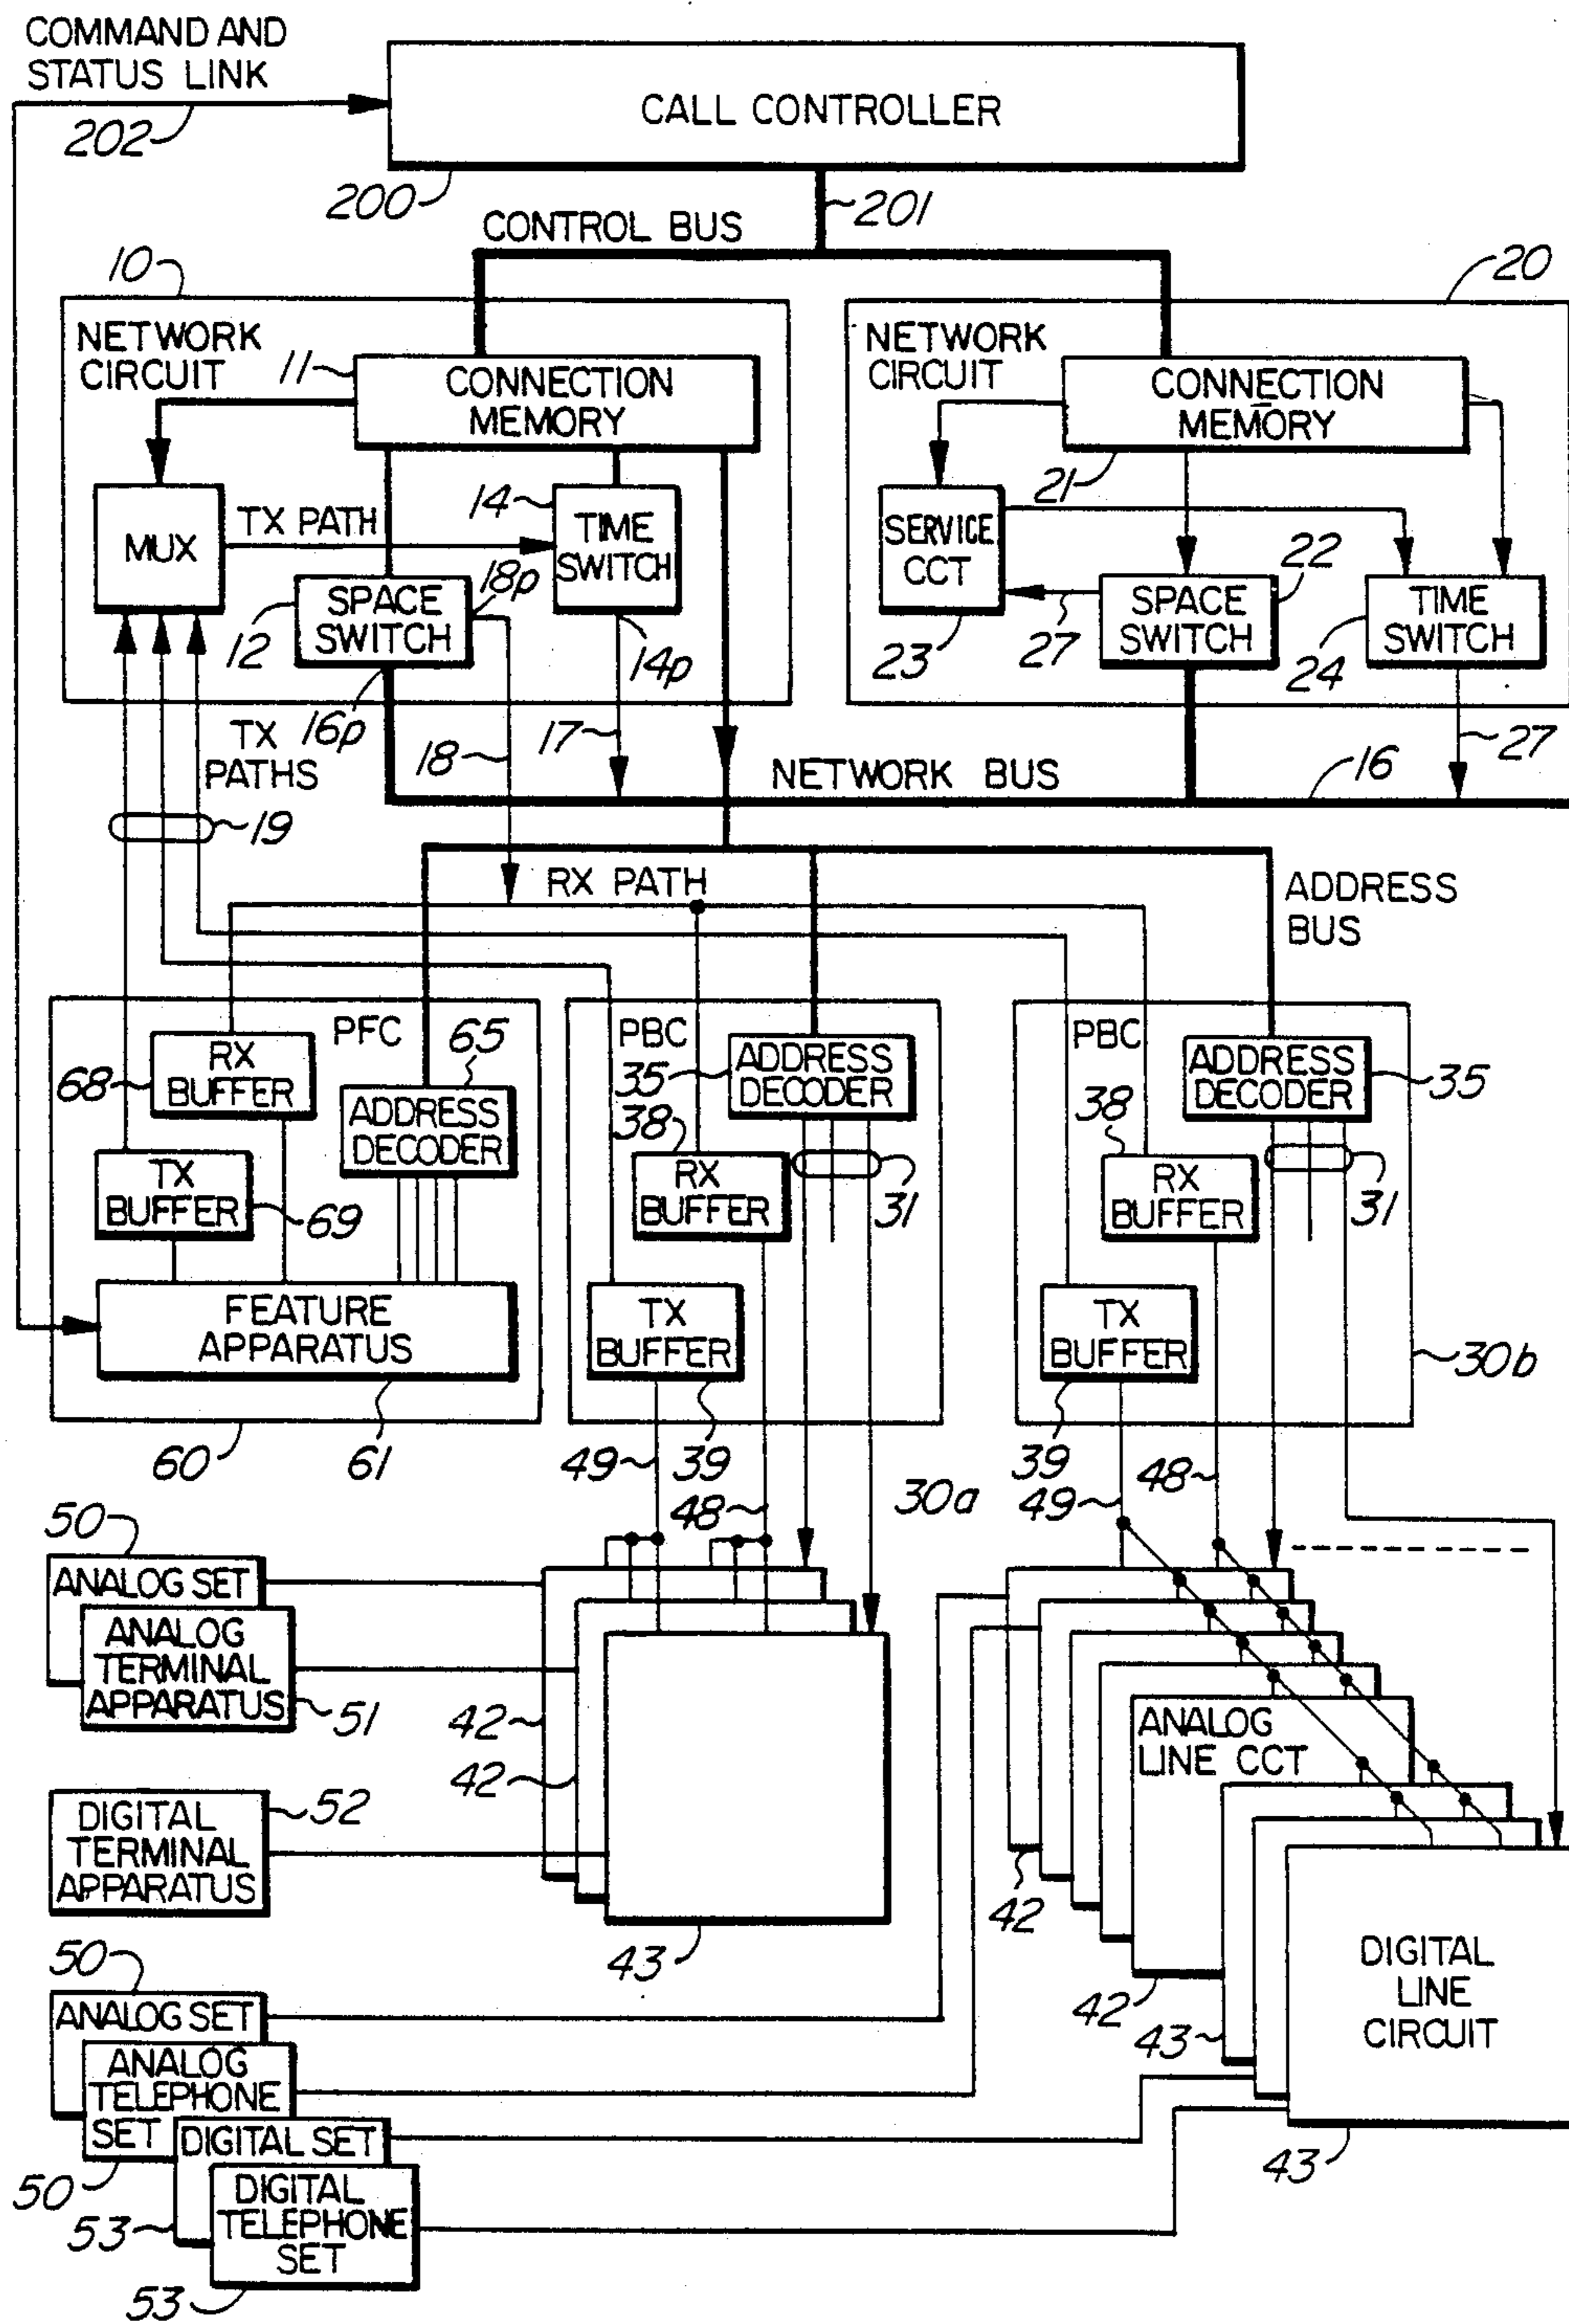 COMMAND AND
STATUS LINK
202
CALL CONTROLLER
200
201
CONTROL BUS
10
20
NETWORK
CIRCUIT
11
CONNECTION
MEMORY
NETWORK
CIRCUIT
CONNECTION
MEMORY
21
MUX
TX PATH
14
TIME
SWITCH
SERVICE
CCT
23
SPACE
SWITCH
12
18p
16p
14p
27
SPACE
SWITCH
22
TIME
SWITCH
24
TX
PATHS
19
18
17
NETWORK BUS
16
27
RX PATH
ADDRESS
BUS
PFC
65
RX
BUFFER
68
ADDRESS
DECODER
TX
BUFFER
69
FEATURE
APPARATUS
60
61
PBC
35
ADDRESS
DECODER
38
RX
BUFFER
31
TX
BUFFER
49
39
48
30a
PBC
ADDRESS
DECODER
35
38
RX
BUFFER
31
TX
BUFFER
30b
39
49
48
50
ANALOG SET
ANALOG
TERMINAL
APPARATUS
51
42
42
43
DIGITAL
TERMINAL
APPARATUS
52
ANALOG
LINE CCT
42
42
43
DIGITAL
LINE
CIRCUIT
43
50
ANALOG SET
ANALOG
TELEPHONE
SET
50
DIGITAL SET
53
DIGITAL
TELEPHONE
SET
53